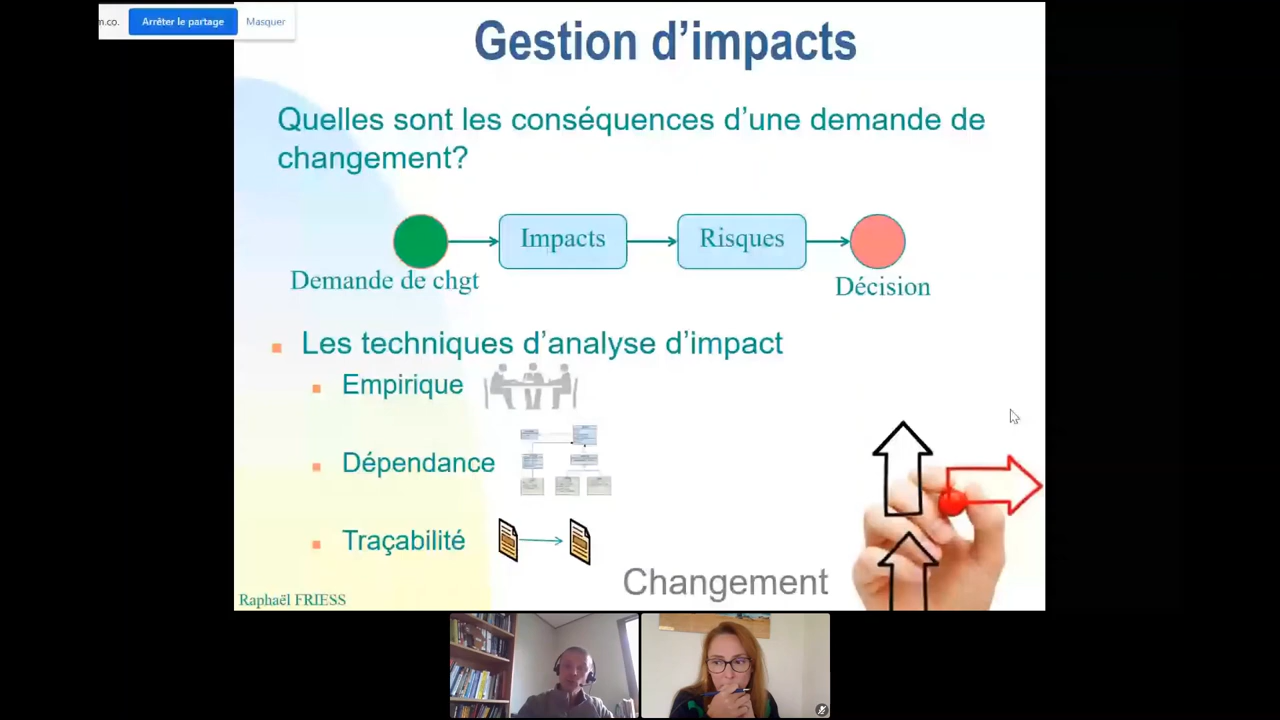 m.co.
Arrêter le partage
Masquer
Gestion d’impacts
Quelles sont les conséquences d’une demande de
changement?
Impacts
Risques
Demande de chgt
Décision
Les techniques d’analyse d’impact
Empirique
Dépendance
Traçabilité
Changement
Raphaël FRIESS